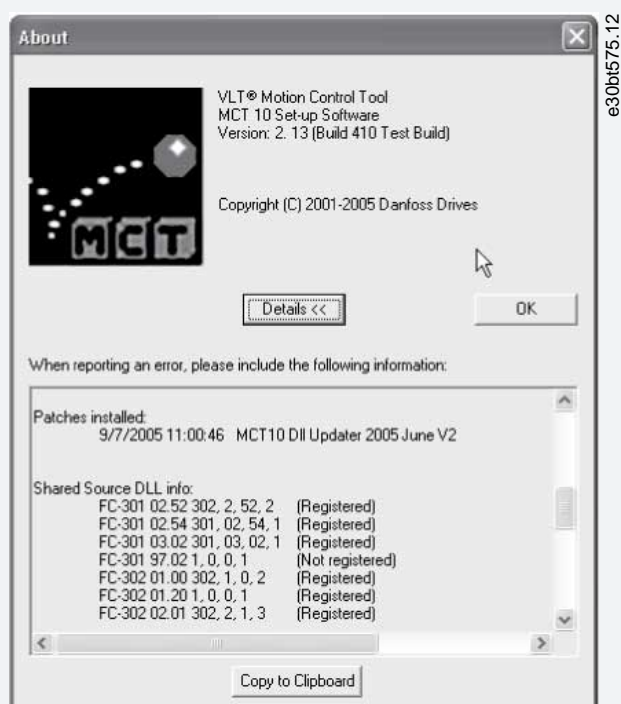 About
e30bt575.12
VLT® Motion Control Tool
MCT 10 Set-up Software
Version: 2. 13 (Build 410 Test Build)
Copyright (C) 2001-2005 Danfoss Drives
MCT
Details <<
OK
When reporting an error, please include the following information:
Patches installed:
9/7/2005 11:00:46 MCT10 Dll Updater 2005 June V2
Shared Source DLL info:
FC-301 02.52 302, 2, 52, 2 (Registered)
FC-301 02.54 301, 02, 54, 1 (Registered)
FC-301 03.02 301, 03, 02, 1 (Registered)
FC-301 97.02 1, 0, 0, 1 (Not registered)
FC-302 01.00 302, 1, 0, 2 (Registered)
FC-302 01.20 1, 0, 0, 1 (Registered)
FC-302 02.01 302, 2, 1, 3 (Registered)
Copy to Clipboard